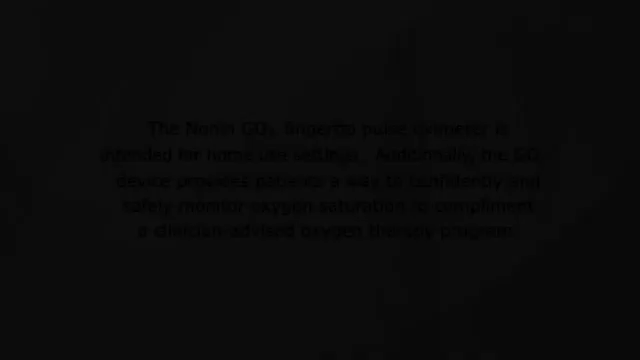 The Nonin GO₂ fingertip pulse oximeter is
intended for home use settings. Additionally, the GO₂
device provides patients a way to confidently and
safely monitor oxygen saturation to compliment
a clinician-advised oxygen therapy program.